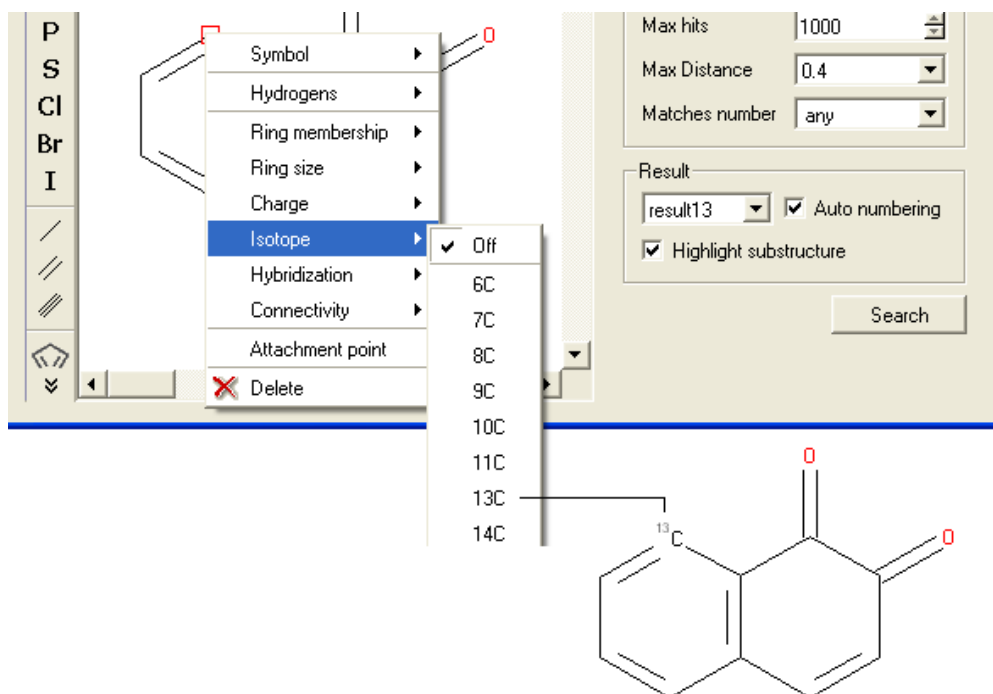 P
S
Cl
Br
I
O
Symbol
Hydrogens
Ring membership
Ring size
Charge
Isotope
Hybridization
Connectivity
Attachment point
Delete
Off
6C
7C
8C
9C
10C
11C
13C
14C
Max hits 1000
Max Distance 0.4
Matches number any
Result
result13 Auto numbering
Highlight substructure
Search
O
O
13C